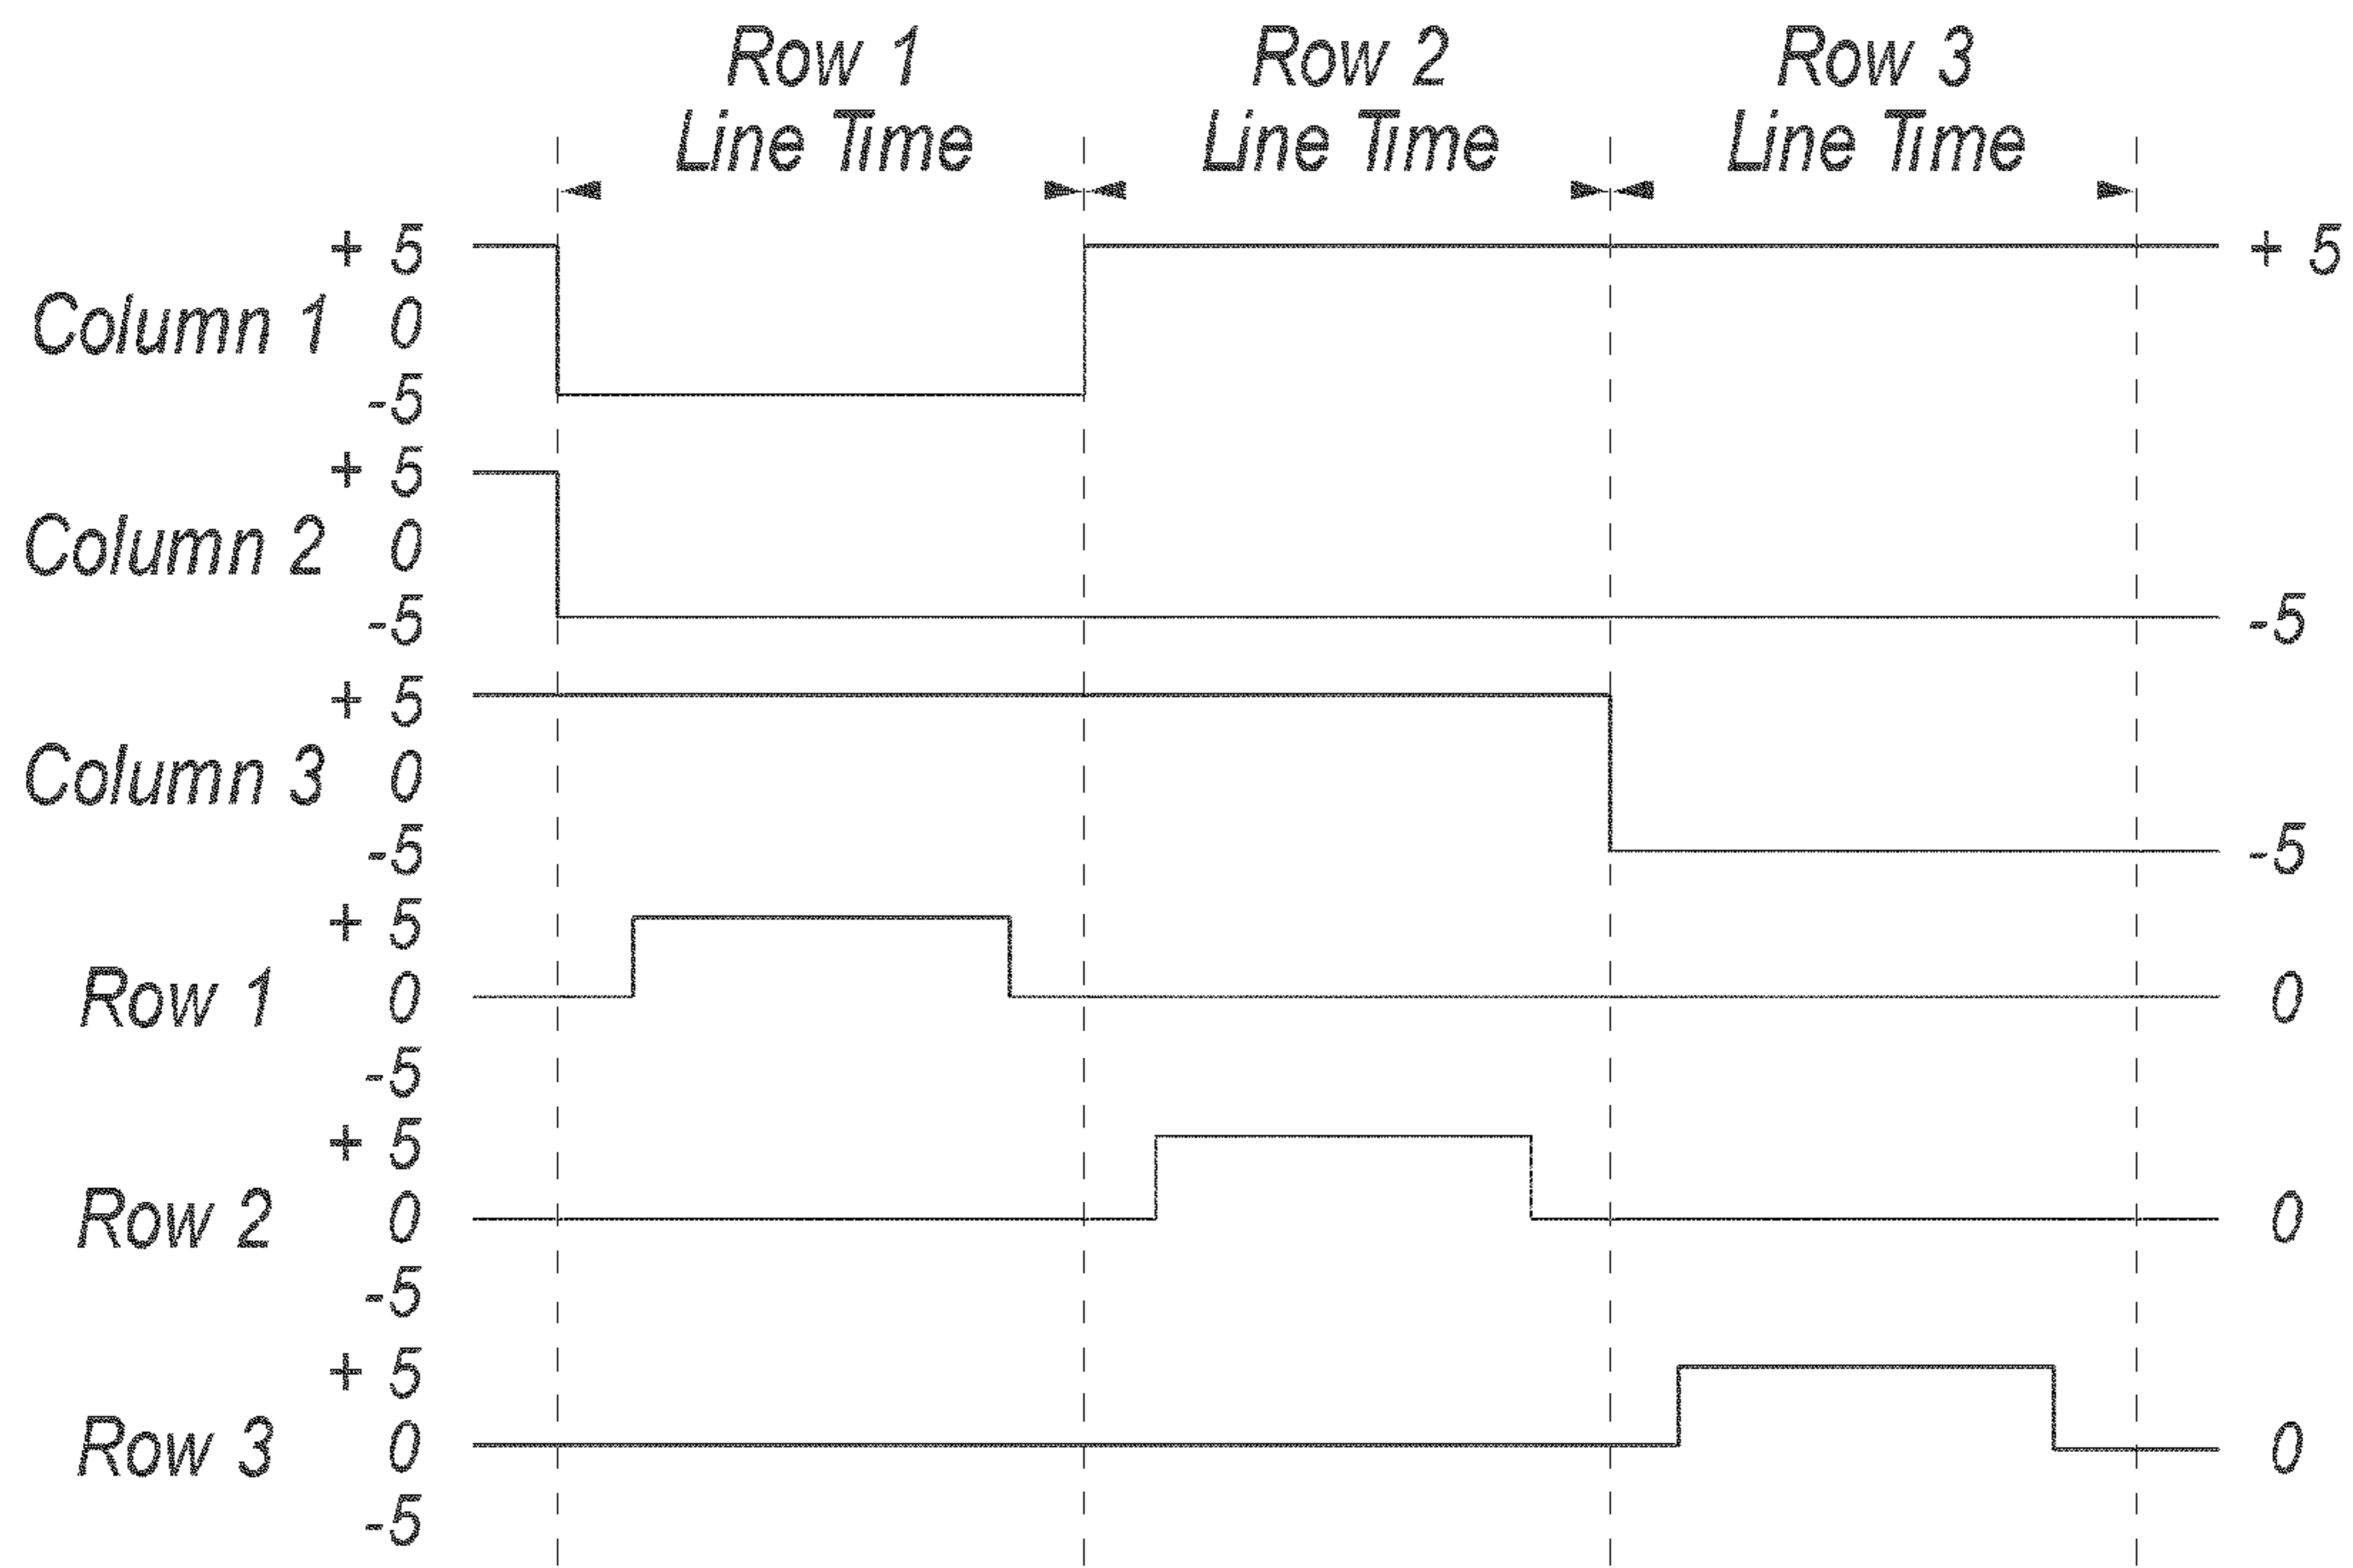 Row 1 Row 2 Row 3
Line Time Line Time Line Time
+ 5 + 5
Column 1 0
-5
+ 5
Column 2 0
-5 -5
+ 5
Column 3 0
-5 -5
+ 5
Row 1 0 0
-5
+ 5
Row 2 0 0
-5
+ 5
Row 3 0 0
-5